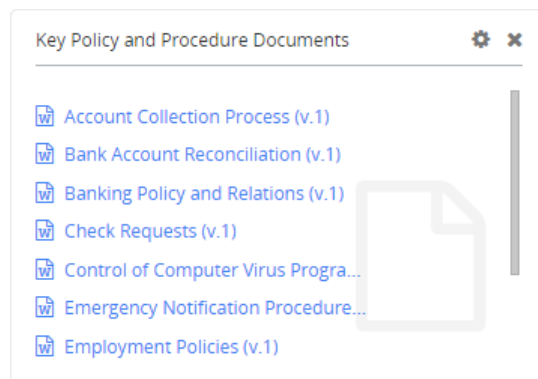 Key Policy and Procedure Documents
Account Collection Process (v.1)
Bank Account Reconciliation (v.1)
Banking Policy and Relations (v.1)
Check Requests (v.1)
Control of Computer Virus Progra...
Emergency Notification Procedure...
Employment Policies (v.1)